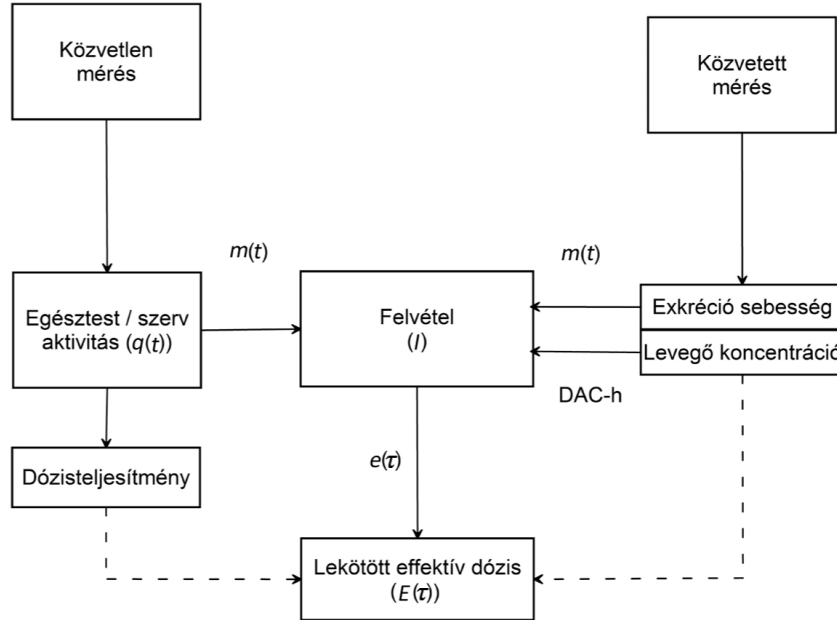 Közvetlen
mérés
Közvetett
mérés
m(t)
m(t)
Egésztest / szerv
aktivitás (q(t))
Felvétel
(I)
Exkréció sebesség
Levegő koncentráció
DAC-h
Dózisteljesítmény
e(τ)
Lekötött effektív dózis
(E(τ))